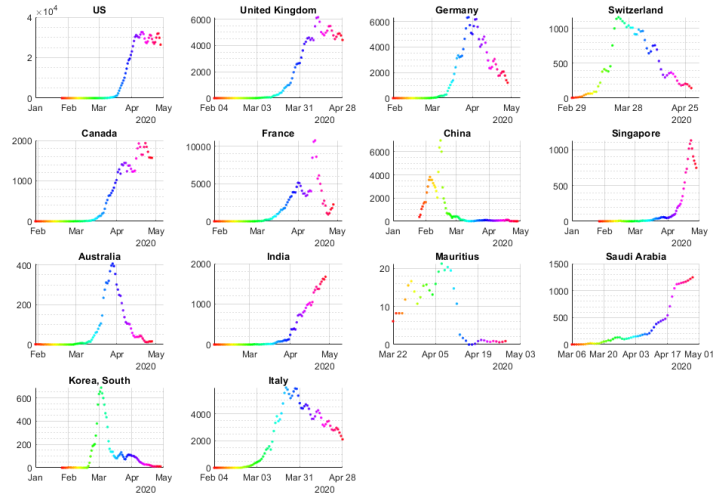 US
United Kingdom
Germany
Switzerland
×10⁴
4
2
0
Jan Feb Mar Apr May
2020
6000
4000
2000
0
Feb 04 Mar 03 Mar 31 Apr 28
2020
6000
4000
2000
0
Feb Mar Apr May
2020
1000
500
0
Feb 29 Mar 28 Apr 25
2020
Canada
France
China
Singapore
2000
1000
0
Feb Mar Apr May
2020
10000
5000
0
Feb Mar Apr May
2020
6000
4000
2000
0
Jan Feb Mar Apr May
2020
1000
500
0
Jan Feb Mar Apr May
2020
Australia
India
Mauritius
Saudi Arabia
400
200
0
Feb Mar Apr May
2020
2000
1000
0
Mar Apr May
2020
20
10
0
Mar 22 Apr 05 Apr 19 May 03
2020
1500
1000
500
0
Mar 06 Mar 20 Apr 03 Apr 17 May 01
2020
Korea, South
Italy
600
400
200
0
Jan Feb Mar Apr May
2020
4000
2000
0
Feb 04 Mar 03 Mar 31 Apr 28
2020